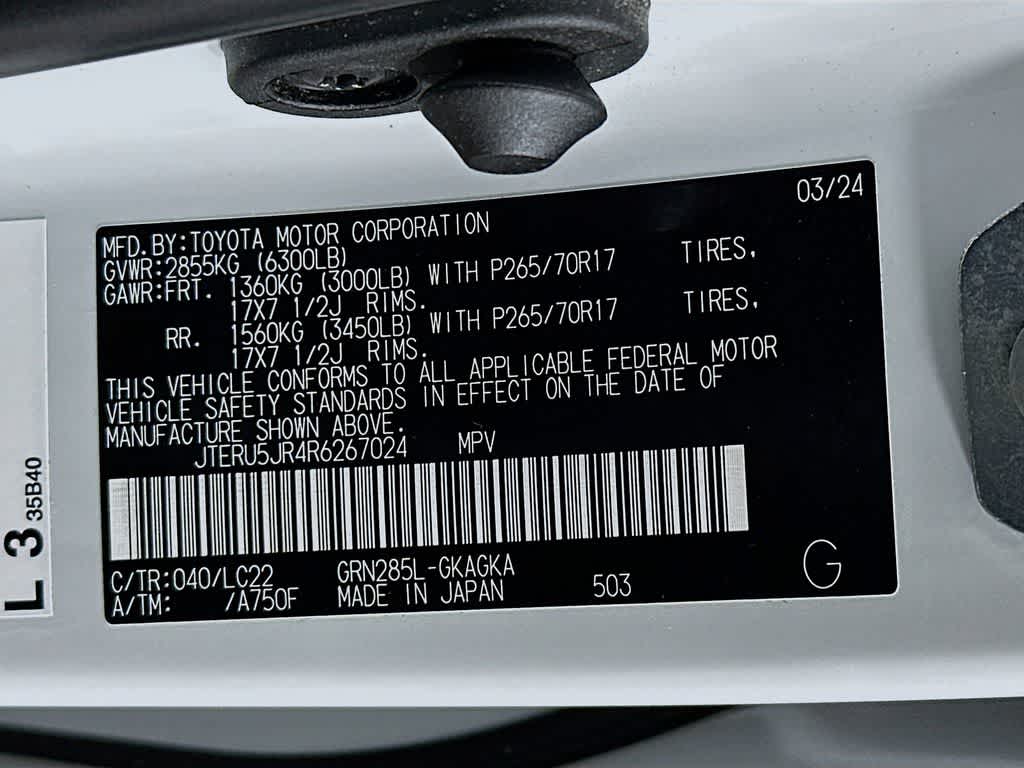 03/24
MFD.BY:TOYOTA MOTOR CORPORATION
GVWR:2855KG (6300LB)
GAWR:FRT. 1360KG (3000LB) WITH P265/70R17 TIRES,
17X7 1/2J RIMS.
RR. 1560KG (3450LB) WITH P265/70R17 TIRES,
17X7 1/2J RIMS.
THIS VEHICLE CONFORMS TO ALL APPLICABLE FEDERAL MOTOR
VEHICLE SAFETY STANDARDS IN EFFECT ON THE DATE OF
MANUFACTURE SHOWN ABOVE.
JTERU5JR4R6267024 MPV
C/TR:040/LC22 GRN285L-GKAGKA
A/TM: /A750F MADE IN JAPAN 503
G
L 3 35B40